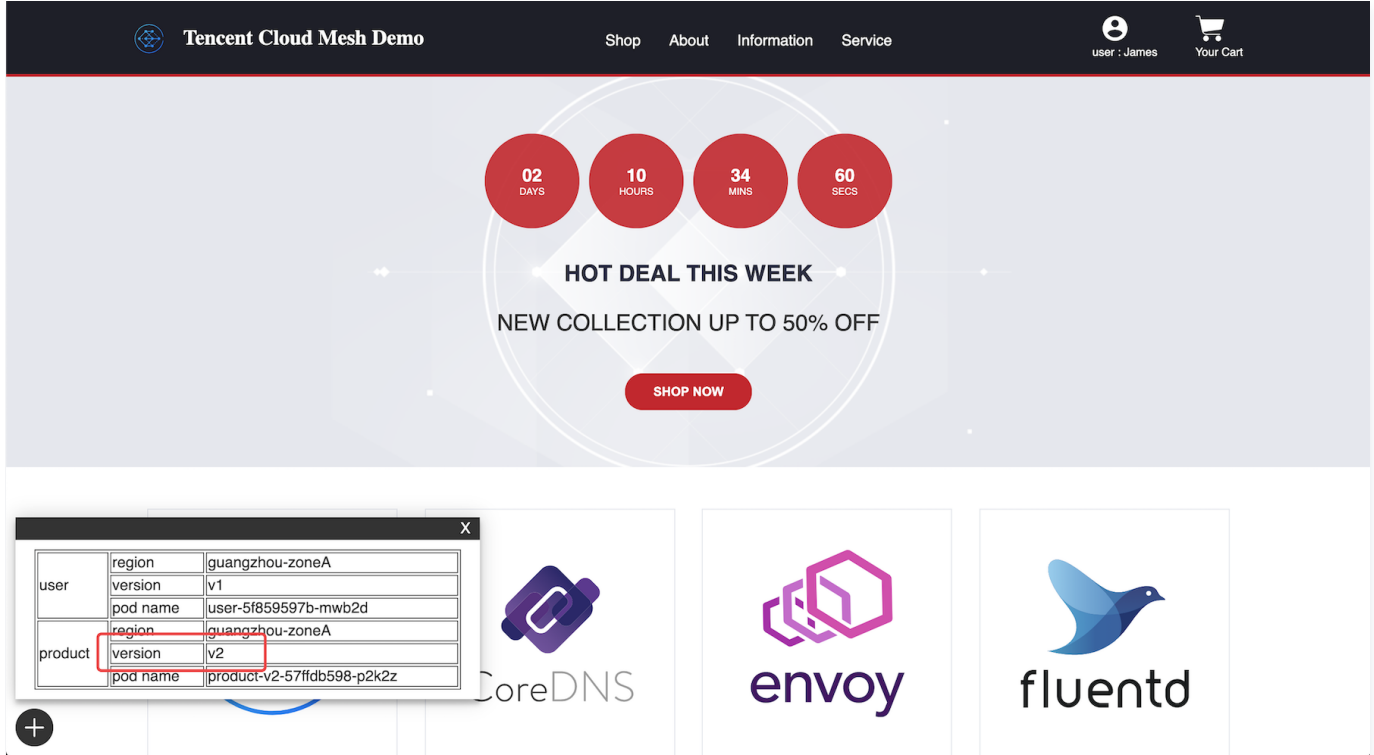 Tencent Cloud Mesh Demo
Shop About Information Service
user : James
Your Cart
02 10 34 60
DAYS HOURS MINS SECS
HOT DEAL THIS WEEK
NEW COLLECTION UP TO 50% OFF
SHOP NOW
X
user
region guangzhou-zoneA
version v1
pod name user-5f859597b-mwb2d
product
region guangzhou-zoneA
version v2
pod name product-v2-57ffdb598-p2k2z
CoreDNS
envoy
fluentd